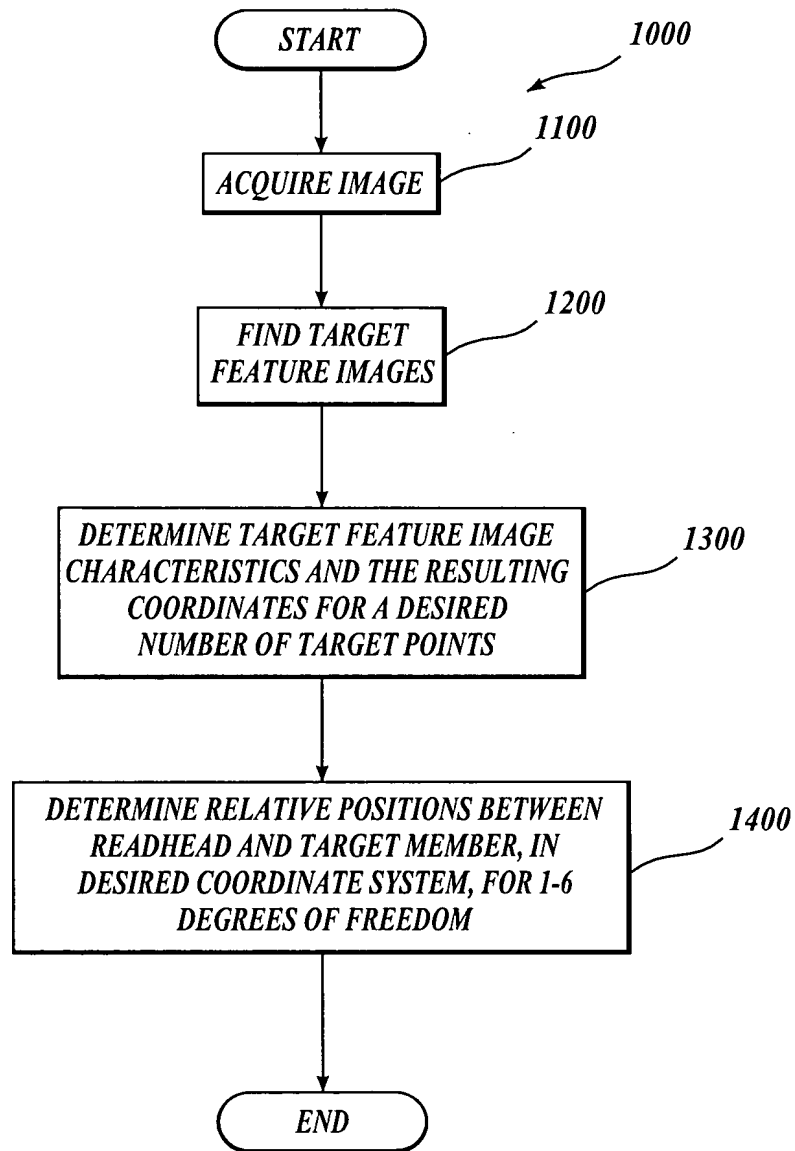 START
1000
1100
ACQUIRE IMAGE
1200
FIND TARGET
FEATURE IMAGES
DETERMINE TARGET FEATURE IMAGE
CHARACTERISTICS AND THE RESULTING
COORDINATES FOR A DESIRED
NUMBER OF TARGET POINTS
1300
DETERMINE RELATIVE POSITIONS BETWEEN
READHEAD AND TARGET MEMBER, IN
DESIRED COORDINATE SYSTEM, FOR 1-6
DEGREES OF FREEDOM
1400
END